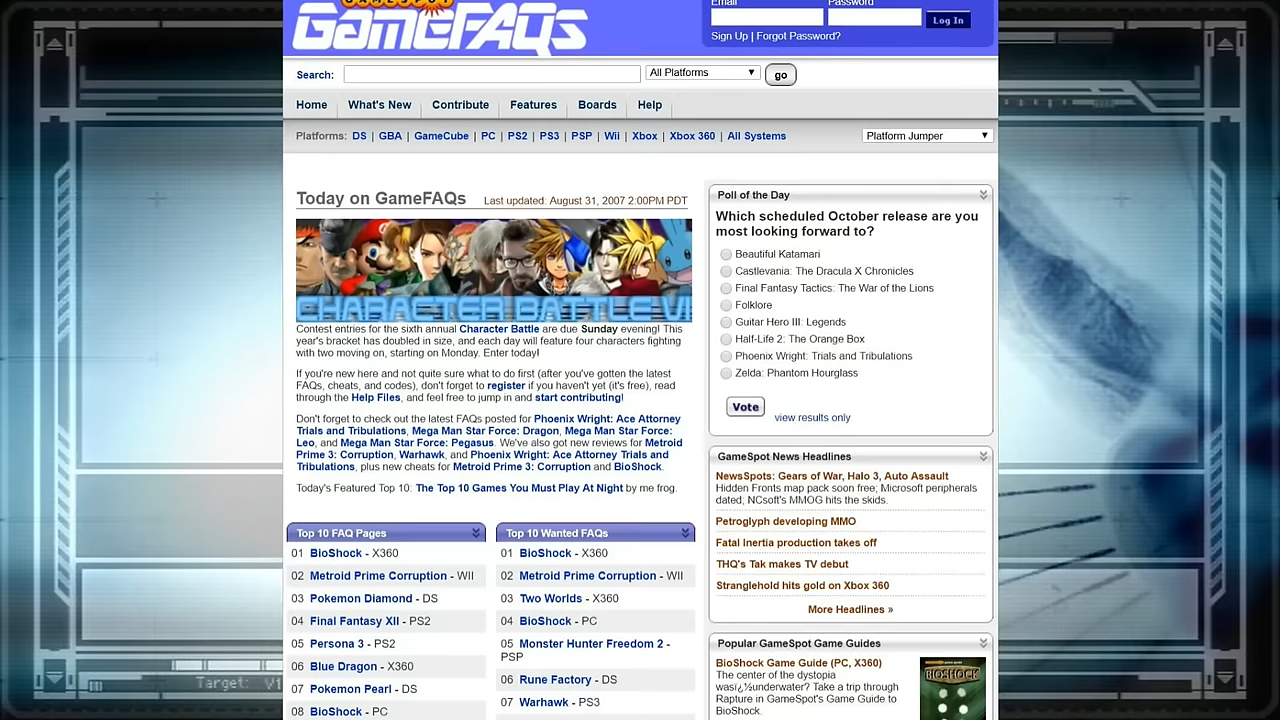 GAMESPOT
GameFAQs
Email Password
Log In
Sign Up | Forgot Password?
Search: All Platforms go
Home What's New Contribute Features Boards Help
Platforms: DS | GBA | GameCube | PC | PS2 | PS3 | PSP | Wii | Xbox | Xbox 360 | All Systems Platform Jumper
Today on GameFAQs Last updated: August 31, 2007 2:00PM PDT
CHARACTER BATTLE VI
Contest entries for the sixth annual Character Battle are due Sunday evening! This
year's bracket has doubled in size, and each day will feature four characters fighting
with two moving on, starting on Monday. Enter today!
If you're new here and not quite sure what to do first (after you've gotten the latest
FAQs, cheats, and codes), don't forget to register if you haven't yet (it's free), read
through the Help Files, and feel free to jump in and start contributing!
Don't forget to check out the latest FAQs posted for Phoenix Wright: Ace Attorney
Trials and Tribulations, Mega Man Star Force: Dragon, Mega Man Star Force:
Leo, and Mega Man Star Force: Pegasus. We've also got new reviews for Metroid
Prime 3: Corruption, Warhawk, and Phoenix Wright: Ace Attorney Trials and
Tribulations, plus new cheats for Metroid Prime 3: Corruption and BioShock.
Today's Featured Top 10: The Top 10 Games You Must Play At Night by me frog.
Top 10 FAQ Pages
01 BioShock - X360
02 Metroid Prime Corruption - WII
03 Pokemon Diamond - DS
04 Final Fantasy XII - PS2
05 Persona 3 - PS2
06 Blue Dragon - X360
07 Pokemon Pearl - DS
08 BioShock - PC
Top 10 Wanted FAQs
01 BioShock - X360
02 Metroid Prime Corruption - WII
03 Two Worlds - X360
04 BioShock - PC
05 Monster Hunter Freedom 2 -
PSP
06 Rune Factory - DS
07 Warhawk - PS3
Poll of the Day
Which scheduled October release are you
most looking forward to?
Beautiful Katamari
Castlevania: The Dracula X Chronicles
Final Fantasy Tactics: The War of the Lions
Folklore
Guitar Hero III: Legends
Half-Life 2: The Orange Box
Phoenix Wright: Trials and Tribulations
Zelda: Phantom Hourglass
Vote view results only
GameSpot News Headlines
NewsSpots: Gears of War, Halo 3, Auto Assault
Hidden Fronts map pack soon free; Microsoft peripherals
dated; NCsoft's MMOG hits the skids.
Petroglyph developing MMO
Fatal Inertia production takes off
THQ's Tak makes TV debut
Stranglehold hits gold on Xbox 360
More Headlines »
Popular GameSpot Game Guides
BioShock Game Guide (PC, X360)
The center of the dystopia
wasï¿½underwater? Take a trip through
Rapture in GameSpot's Game Guide to
BioShock.
BIOSHOCK
Target: